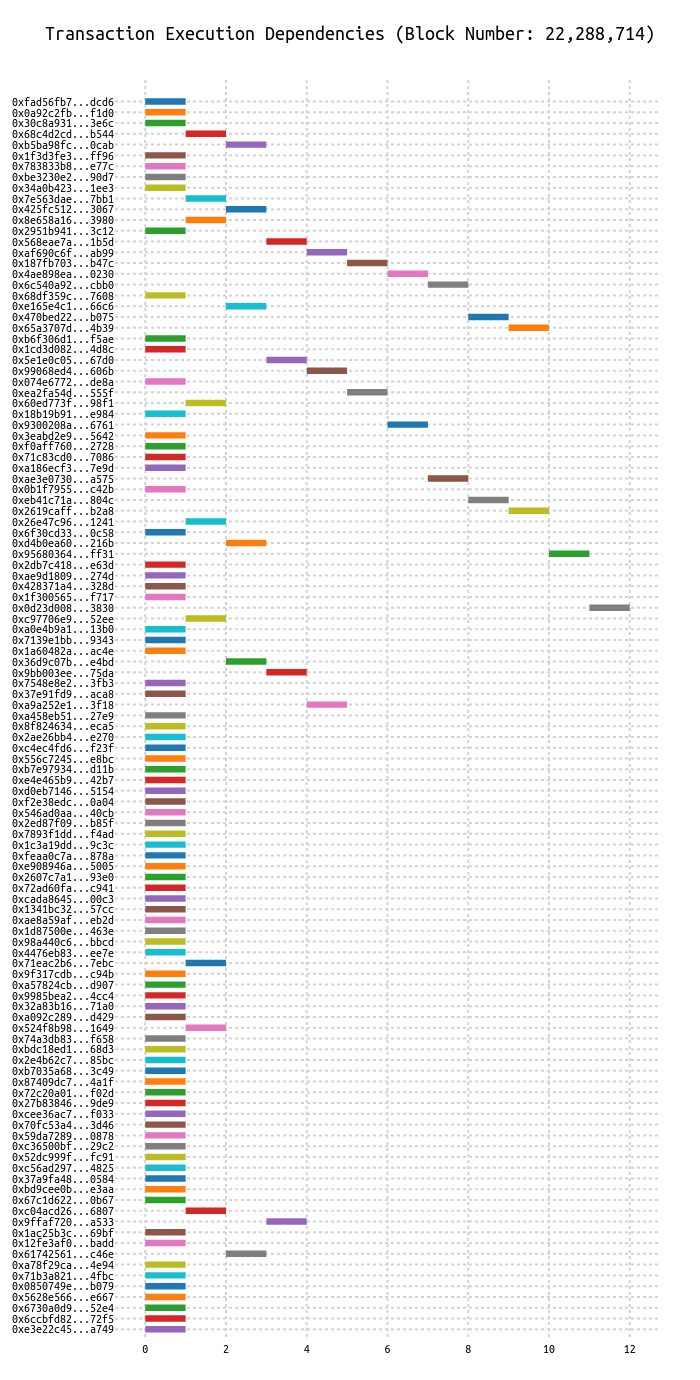 Transaction Execution Dependencies (Block Number: 22,288,714)
0xfad56fb7...dcd6
0x0a92c2fb...f1d0
0x30c8a931...3e6c
0x68c4d2cd...b544
0xb5ba98fc...0cab
0x1f3d3fe3...ff96
0x783833b8...e77c
0xbe3230e2...90d7
0x34a0b423...1ee3
0x7e563dae...7bb1
0x425fc512...3067
0x8e658a16...3980
0x2951b941...3c12
0x568eae7a...1b5d
0xaf690c6f...ab99
0x187fb703...b47c
0x4ae898ea...0230
0x6c540a92...cbb0
0x68df359c...7608
0xe165e4c1...66c6
0x470bed22...b075
0x65a3707d...4b39
0xb6f306d1...f5ae
0x1cd3d082...4d8c
0x5e1e0c05...67d0
0x99068ed4...606b
0x074e6772...de8a
0xea2fa54d...555f
0x60ed773f...98f1
0x18b19b91...e984
0x9300208a...6761
0x3eabd2e9...5642
0xf0aff760...2728
0x71c83cd0...7086
0xa186ecf3...7e9d
0xae3e0730...a575
0x0b1f7955...c42b
0xeb41c71a...804c
0x2619caff...b2a8
0x26e47c96...1241
0x6f30cd33...0c58
0xd4b0ea60...216b
0x95680364...ff31
0x2db7c418...e63d
0xae9d1809...274d
0x428371a4...328d
0x1f300565...f717
0x0d23d008...3830
0xc97706e9...52ee
0xa0e4b9a1...13b0
0x7139e1bb...9343
0x1a60482a...ac4e
0x36d9c07b...e4bd
0x9bb003ee...75da
0x7548e8e2...3fb3
0x37e91fd9...aca8
0xa9a252e1...3f18
0xa458eb51...27e9
0x8f824634...eca5
0x2ae26bb4...e270
0xc4ec4fd6...f23f
0x556c7245...e8bc
0xb7e97934...d11b
0xe4e465b9...42b7
0xd0eb7146...5154
0xf2e38edc...0a04
0x546ad0aa...40cb
0x2ed87f09...b85f
0x7893f1dd...f4ad
0x1c3a19dd...9c3c
0xfeaa0c7a...878a
0xe908946a...5005
0x2607c7a1...93e0
0x72ad60fa...c941
0xcada8645...00c3
0x1341bc32...57cc
0xae8a59af...eb2d
0x1d87500e...463e
0x98a440c6...bbcd
0x4476eb83...ee7e
0x71eac2b6...7ebc
0x9f317cdb...c94b
0xa57824cb...d907
0x9985bea2...4cc4
0x32a83b16...71a0
0xa092c289...d429
0x524f8b98...1649
0x74a3db83...f658
0xbdc18ed1...68d3
0x2e4b62c7...85bc
0xb7035a68...3c49
0x87409dc7...4a1f
0x72c20a01...f02d
0x27b83846...9de9
0xcee36ac7...f033
0x70fc53a4...3d46
0x59da7289...0878
0xc36500bf...29c2
0x52dc999f...fc91
0xc56ad297...4825
0x37a9fa48...0584
0xbd9cee0b...e3aa
0x67c1d622...0b67
0xc04acd26...6807
0x9ffaf720...a533
0x1ac25b3c...69bf
0x12fe3af0...badd
0x61742561...c46e
0xa78f29ca...4e94
0x71b3a821...4fbc
0x0850749e...b079
0x5628e566...e667
0x6730a0d9...52e4
0x6ccbfd82...72f5
0xe3e22c45...a749
0 2 4 6 8 10 12